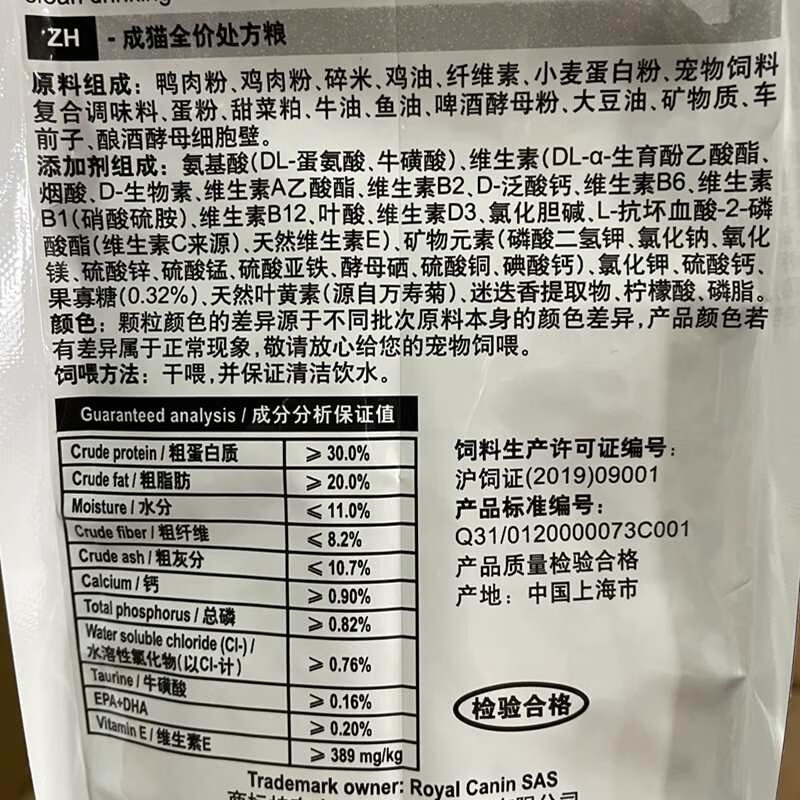 ZH - 成猫全价处方粮
原料组成：鸭肉粉、鸡肉粉、碎米、鸡油、纤维素、小麦蛋白粉、宠物饲料
复合调味料、蛋粉、甜菜粕、牛油、鱼油、啤酒酵母粉、大豆油、矿物质、车
前子、酿酒酵母细胞壁。
添加剂组成：氨基酸(DL-蛋氨酸、牛磺酸)、维生素(DL-α-生育酚乙酸酯、
烟酸、D-生物素、维生素A乙酸酯、维生素B2、D-泛酸钙、维生素B6、维生素
B1(硝酸硫胺)、维生素B12、叶酸、维生素D3、氯化胆碱、L-抗坏血酸-2-磷
酸酯(维生素C来源)、天然维生素E)、矿物元素(磷酸二氢钾、氯化钠、氧化
镁、硫酸锌、硫酸锰、硫酸亚铁、酵母硒、硫酸铜、碘酸钙)、氯化钾、硫酸钙、
果寡糖(0.32%)、天然叶黄素(源自万寿菊)、迷迭香提取物、柠檬酸、磷脂。
颜色：颗粒颜色的差异源于不同批次原料本身的颜色差异,产品颜色若
有差异属于正常现象,敬请放心给您的宠物饲喂。
饲喂方法：干喂,并保证清洁饮水。
Guaranteed analysis / 成分分析保证值
Crude protein / 粗蛋白质 ⩾ 30.0%
Crude fat / 粗脂肪 ⩾ 20.0%
Moisture / 水分 ⩽ 11.0%
Crude fiber / 粗纤维 ⩽ 8.2%
Crude ash / 粗灰分 ⩽ 10.7%
Calcium / 钙 ⩾ 0.90%
Total phosphorus / 总磷 ⩾ 0.82%
Water soluble chloride (Cl-) /
水溶性氯化物(以Cl-计) ⩾ 0.76%
Taurine / 牛磺酸 ⩾ 0.16%
EPA+DHA ⩾ 0.20%
Vitamin E / 维生素E ⩾ 389 mg/kg
饲料生产许可证编号：
沪饲证(2019)09001
产品标准编号：
Q31/0120000073C001
产品质量检验合格
产地：中国上海市
检验合格
Trademark owner: Royal Canin SAS